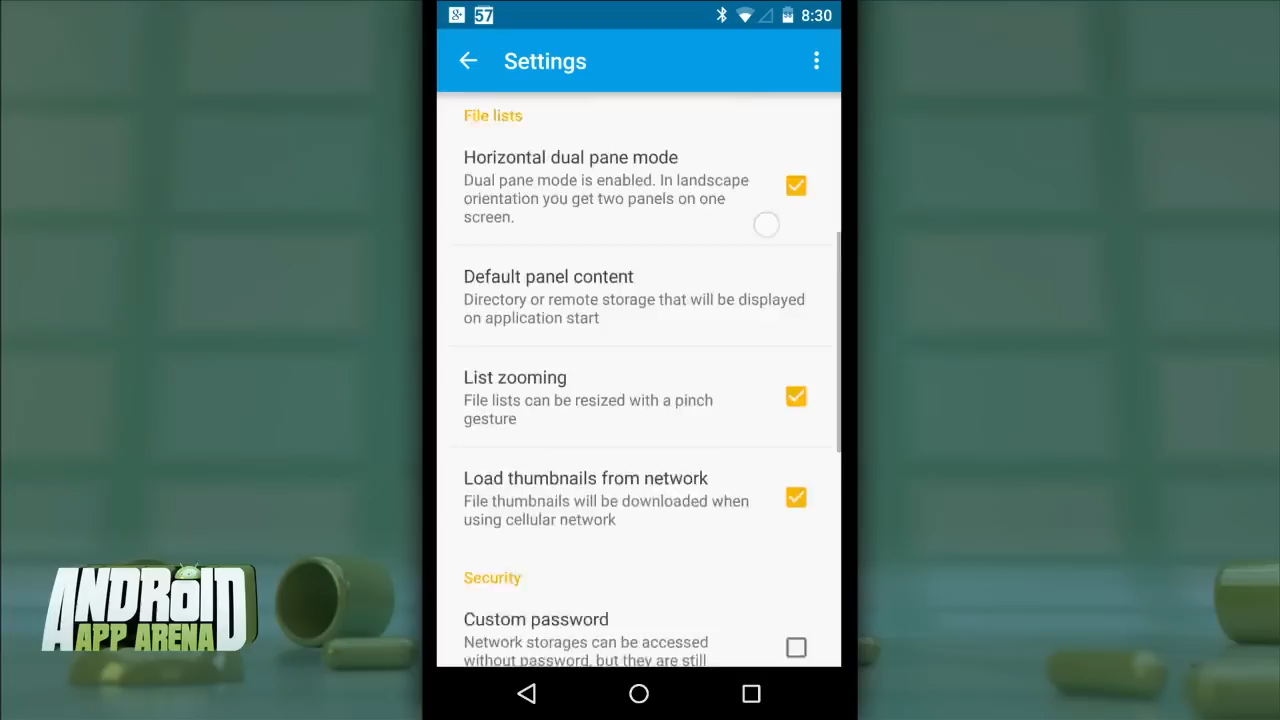 57
8:30
Settings
File lists
Horizontal dual pane mode
Dual pane mode is enabled. In landscape
orientation you get two panels on one
screen.
Default panel content
Directory or remote storage that will be displayed
on application start
List zooming
File lists can be resized with a pinch
gesture
Load thumbnails from network
File thumbnails will be downloaded when
using cellular network
Security
Custom password
Network storages can be accessed
without password, but they are still
ANDROID
APP ARENA